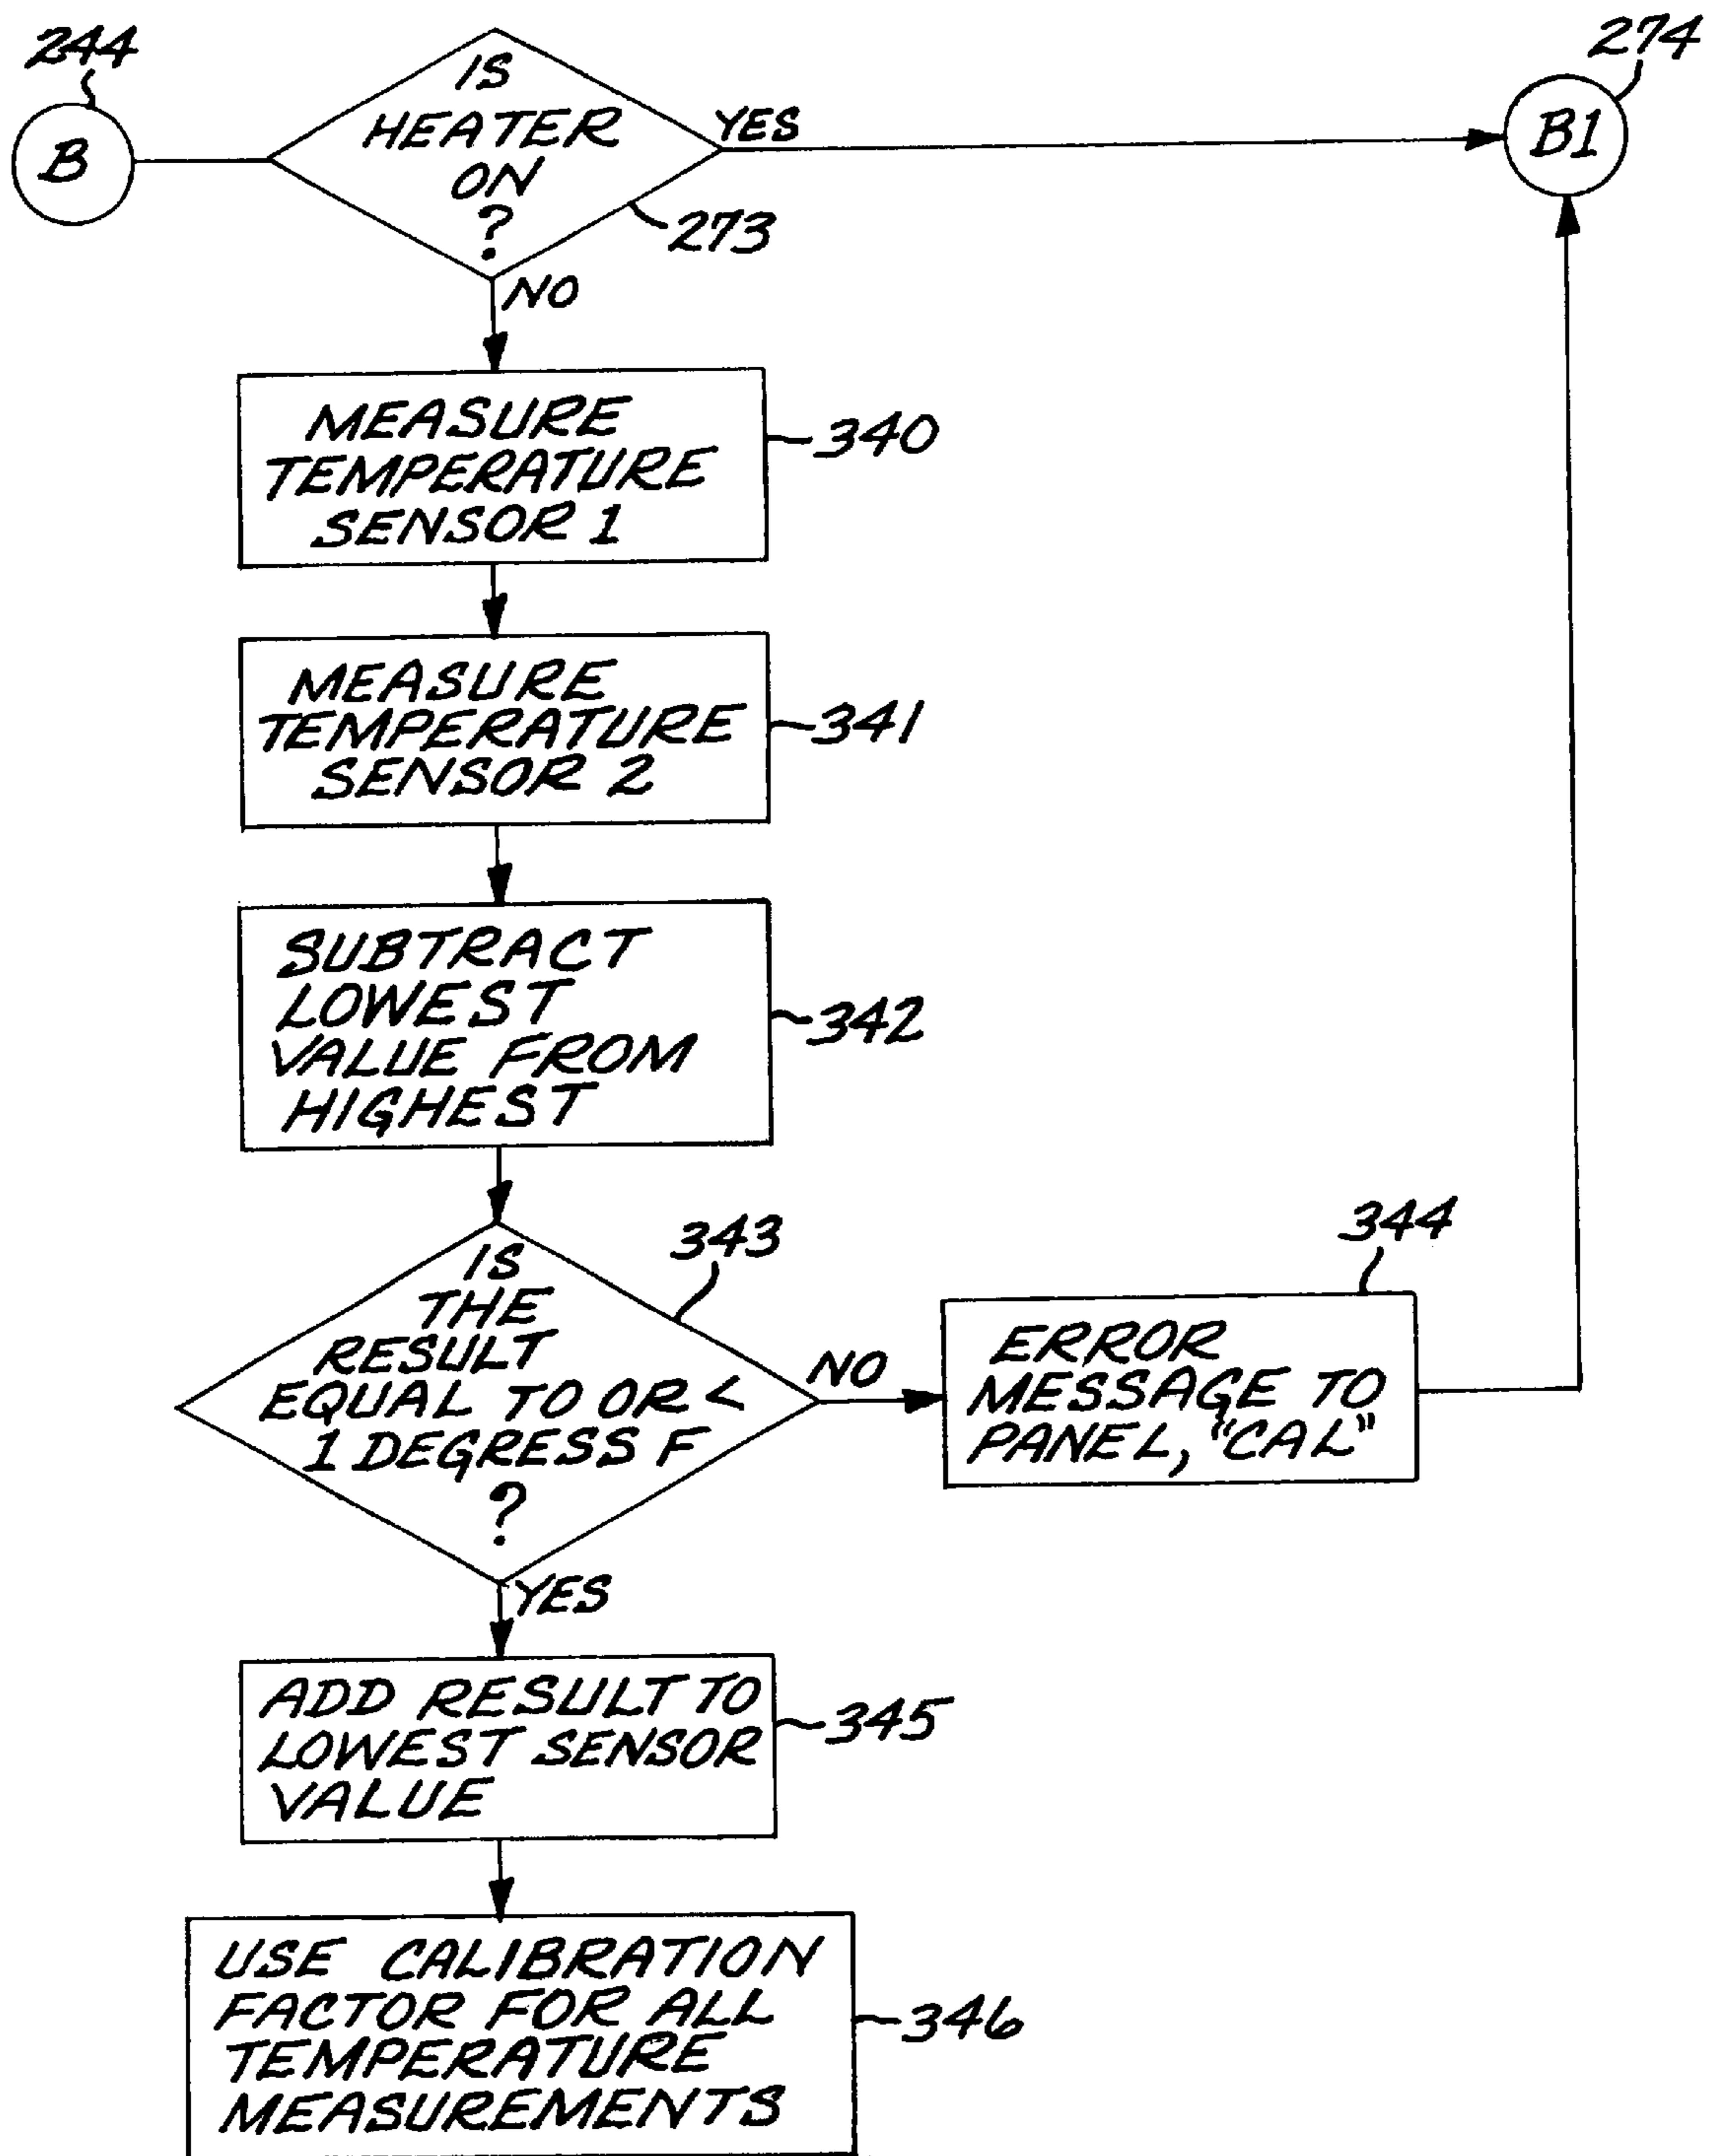 244
B
IS
HEATER
ON
?
YES
273
NO
274
B1
MEASURE
TEMPERATURE
SENSOR 1
340
MEASURE
TEMPERATURE
SENSOR 2
341
SUBTRACT
LOWEST
VALUE FROM
HIGHEST
342
IS
THE
RESULT
EQUAL TO OR <
1 DEGRESS F
?
343
NO
YES
344
ERROR
MESSAGE TO
PANEL, "CAL"
ADD RESULT TO
LOWEST SENSOR
VALUE
345
USE CALIBRATION
FACTOR FOR ALL
TEMPERATURE
MEASUREMENTS
346